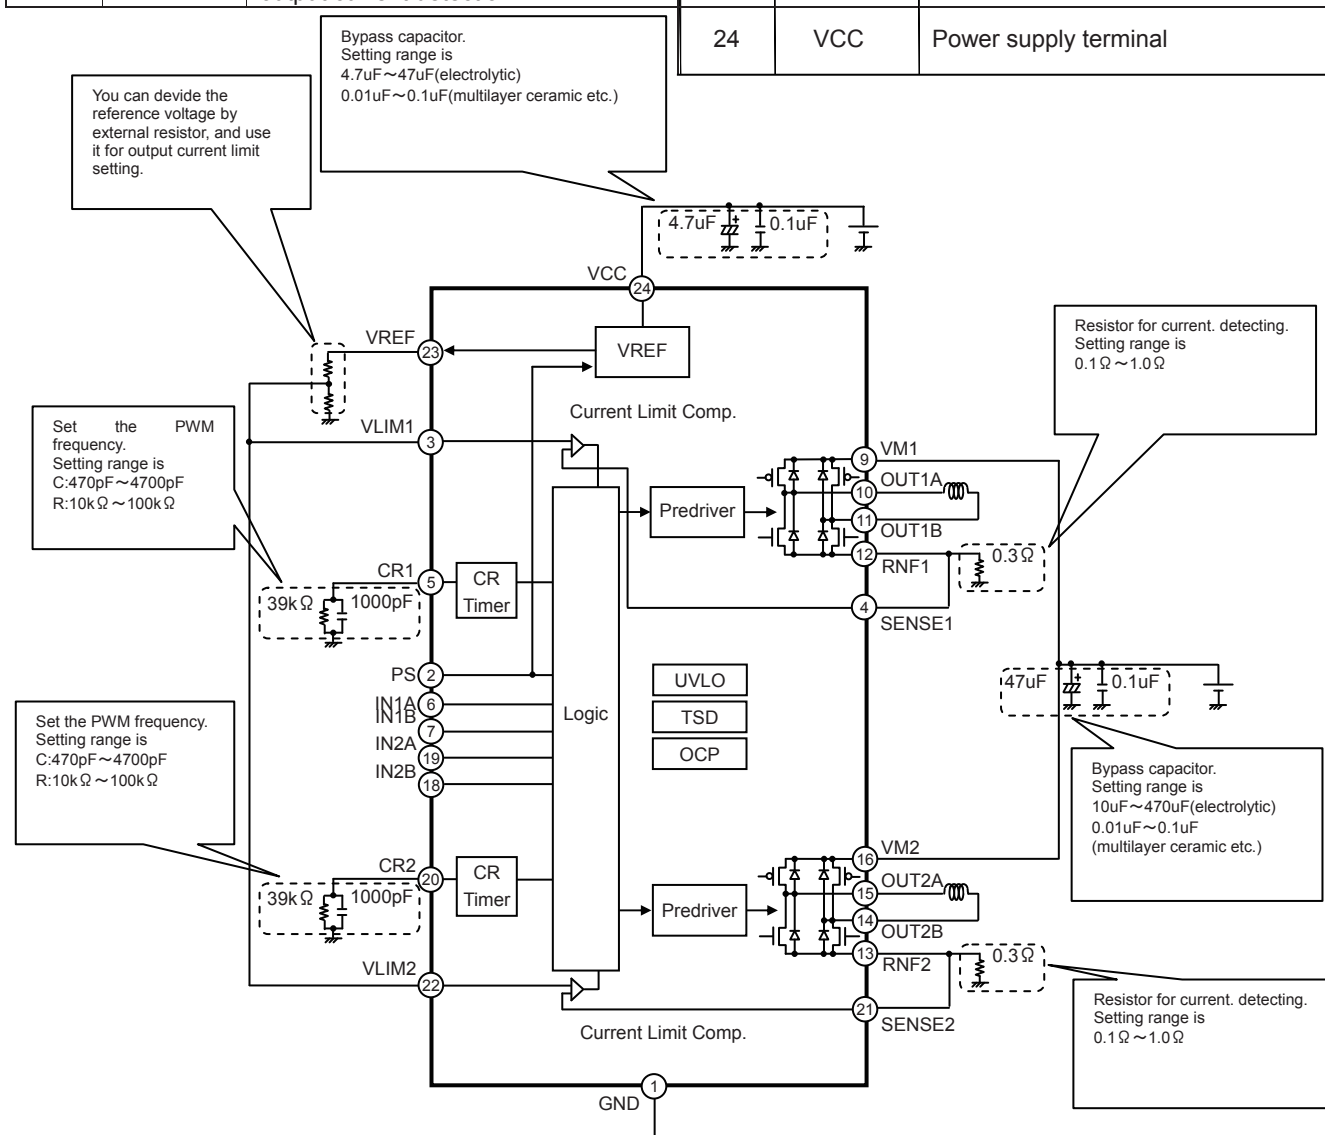 24 VCC Power supply terminal
Bypass capacitor.
Setting range is
4.7uF～47uF(electrolytic)
0.01uF～0.1uF(multilayer ceramic etc.)
You can devide the
reference voltage by
external resistor, and use
it for output current limit
setting.
4.7uF + 0.1uF
VCC
24
VREF
23
VREF
Resistor for current. detecting.
Setting range is
0.1Ω～1.0Ω
Current Limit Comp.
Set the PWM
frequency.
Setting range is
C:470pF～4700pF
R:10kΩ～100kΩ
VLIM1
3
VM1
9
OUT1A
10
Predriver
11
OUT1B
12
RNF1
0.3Ω
CR1
5
CR
Timer
39kΩ 1000pF
4
SENSE1
PS
2
IN1A
6
IN1B
7
IN2A
19
IN2B
18
Logic
UVLO
TSD
OCP
47uF + 0.1uF
Set the PWM frequency.
Setting range is
C:470pF～4700pF
R:10kΩ～100kΩ
Bypass capacitor.
Setting range is
10uF～470uF(electrolytic)
0.01uF～0.1uF
(multilayer ceramic etc.)
VM2
16
CR2
20
CR
Timer
39kΩ 1000pF
OUT2A
15
Predriver
14
OUT2B
13
RNF2
0.3Ω
VLIM2
22
21
SENSE2
Current Limit Comp.
Resistor for current. detecting.
Setting range is
0.1Ω～1.0Ω
1
GND